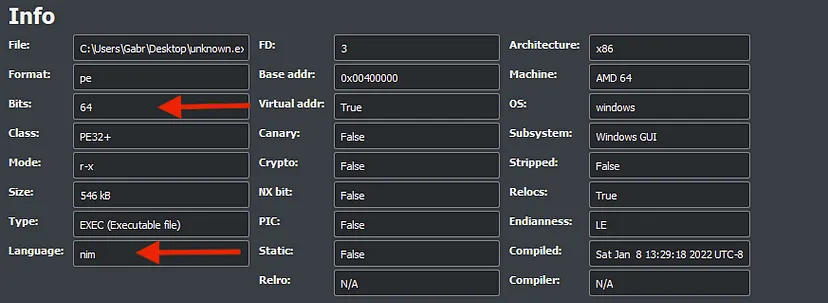 Info
File: C:\Users\Gabr\Desktop\unknown.ex FD: 3 Architecture: x86
Format: pe Base addr: 0x00400000 Machine: AMD 64
Bits: 64 Virtual addr: True OS: windows
Class: PE32+ Canary: False Subsystem: Windows GUI
Mode: r-x Crypto: False Stripped: False
Size: 546 kB NX bit: False Relocs: True
Type: EXEC (Executable file) PIC: False Endianness: LE
Language: nim Static: False Compiled: Sat Jan 8 13:29:18 2022 UTC-8
Relro: N/A Compiler: N/A